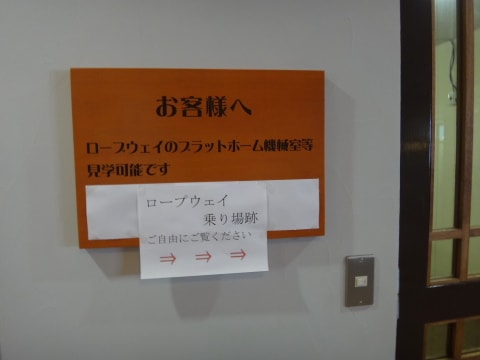 お客様へ
ロープウェイのプラットホーム機械室等
見学可能です
ロープウェイ
乗り場跡
ご自由にご覧ください
⇒ ⇒ ⇒